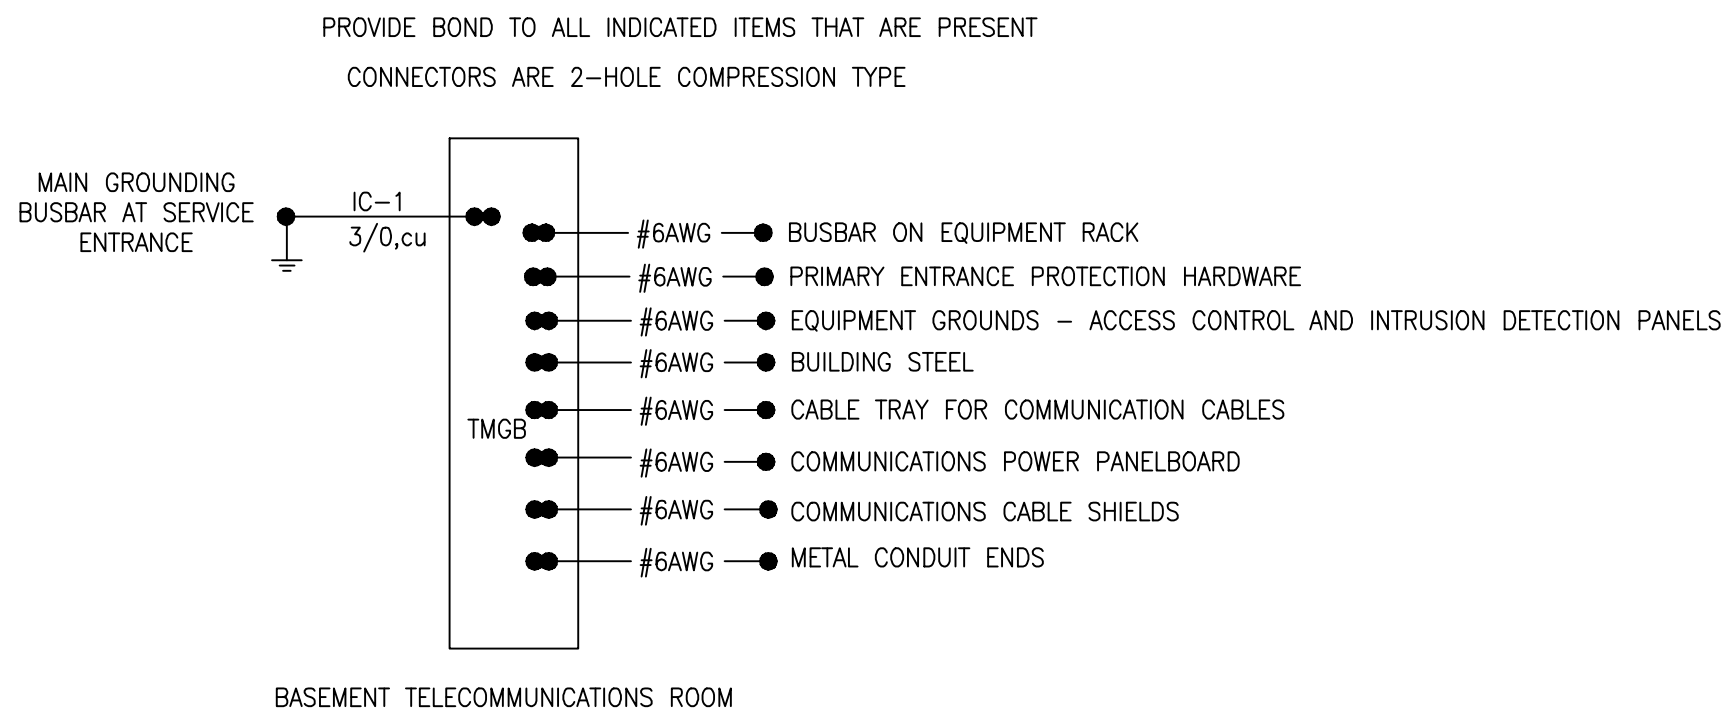 PROVIDE BOND TO ALL INDICATED ITEMS THAT ARE PRESENT
CONNECTORS ARE 2-HOLE COMPRESSION TYPE
MAIN GROUNDING
BUSBAR AT SERVICE
ENTRANCE
IC-1
3/0,cu
#6AWG BUSBAR ON EQUIPMENT RACK
#6AWG PRIMARY ENTRANCE PROTECTION HARDWARE
#6AWG EQUIPMENT GROUNDS - ACCESS CONTROL AND INTRUSION DETECTION PANELS
#6AWG BUILDING STEEL
#6AWG CABLE TRAY FOR COMMUNICATION CABLES
TMGB
#6AWG COMMUNICATIONS POWER PANELBOARD
#6AWG COMMUNICATIONS CABLE SHIELDS
#6AWG METAL CONDUIT ENDS
BASEMENT TELECOMMUNICATIONS ROOM